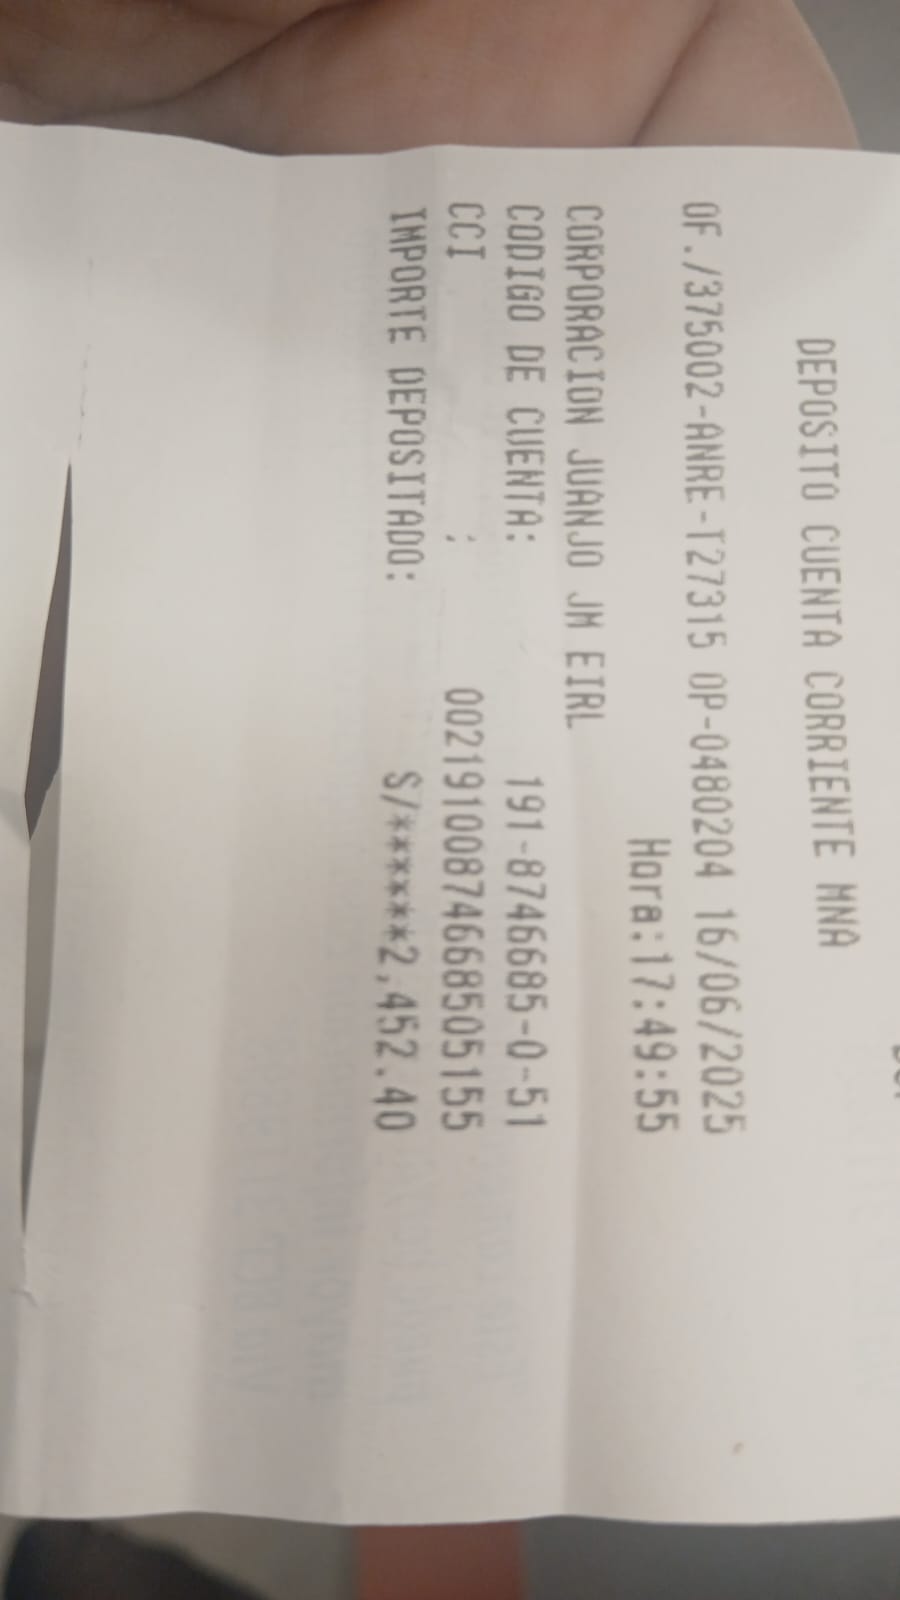 DEPOSITO CUENTA CORRIENTE MNA
OF./375002-ANRE-T27315 OP-0480204 16/06/2025
Hora:17:49:55
CORPORACION JUANJO JM EIRL
CODIGO DE CUENTA: 191-8746685-0-51
CCI : 00219100874668505155
IMPORTE DEPOSITADO: S/******2,452.40